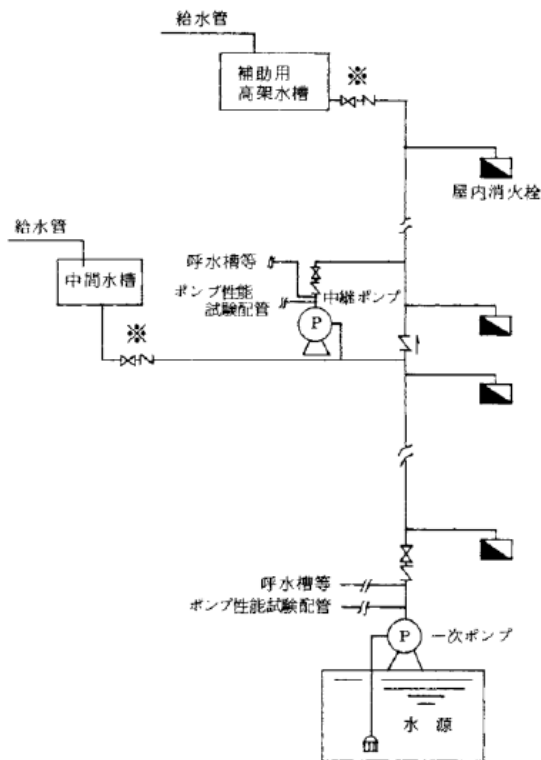 給水管
補助用
高架水槽
※
屋内消火栓
給水管
中間水槽
※
呼水槽等
ポンプ性能
試験配管
中継ポンプ
P
呼水槽等
ポンプ性能試験配管
P
一次ポンプ
水源